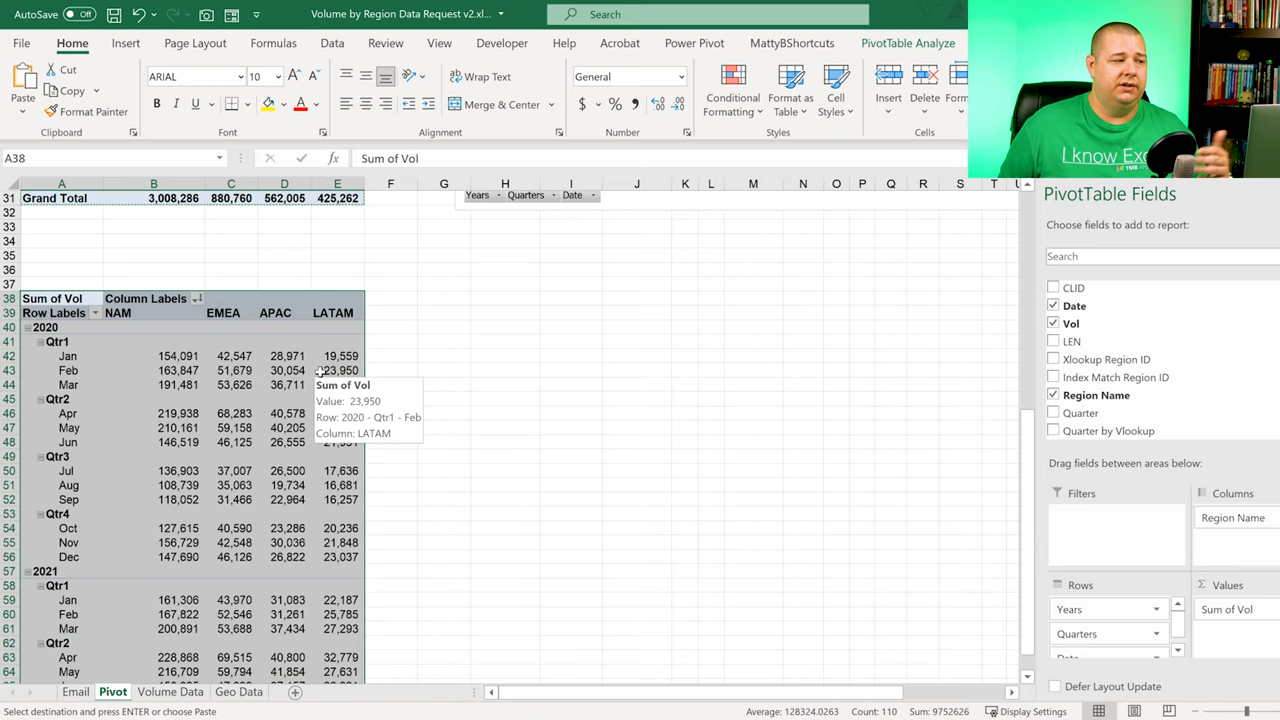 AutoSave Off Volume by Region Data Request v2.xl... Search
File Home Insert Page Layout Formulas Data Review View Developer Help Acrobat Power Pivot MattyBShortcuts PivotTable Analyze
Paste Cut Copy Format Painter
ARIAL 10 Wrap Text Merge & Center General
Conditional Formatting Format as Table Cell Styles Insert Delete
Clipboard Font Alignment Number Styles Cells
I know
A38 Sum of Vol
A B C D E F G H I J K L M N O P Q R S T
31 Grand Total 3,008,286 880,760 562,005 425,262 Years Quarters Date
32
33
34
35
36
37
38 Sum of Vol Column Labels
39 Row Labels NAM EMEA APAC LATAM
40 2020
41 Qtr1
42 Jan 154,091 42,547 28,971 19,559
43 Feb 163,847 51,679 30,054 23,950
44 Mar 191,481 53,626 36,711
45 Qtr2
46 Apr 219,938 68,283 40,578
47 May 210,161 59,158 40,205
48 Jun 146,519 46,125 26,555
49 Qtr3
50 Jul 136,903 37,007 26,500 17,636
51 Aug 108,739 35,063 19,734 16,681
52 Sep 118,052 31,466 22,964 16,257
53 Qtr4
54 Oct 127,615 40,590 23,286 20,236
55 Nov 156,729 42,548 30,036 21,848
56 Dec 147,690 46,126 26,822 23,037
57 2021
58 Qtr1
59 Jan 161,306 43,970 31,083 22,187
60 Feb 167,822 52,546 31,261 25,785
61 Mar 200,891 53,688 37,434 27,293
62 Qtr2
63 Apr 228,868 69,515 40,800 32,779
64 May 216,709 59,794 41,854 27,631
Sum of Vol
Value: 23,950
Row: 2020 - Qtr1 - Feb
Column: LATAM
PivotTable Fields
Choose fields to add to report:
Search
CLID
Date
Vol
LEN
Xlookup Region ID
Index Match Region ID
Region Name
Quarter
Quarter by Vlookup
Drag fields between areas below:
Filters Columns
Region Name
Rows Values
Years Sum of Vol
Quarters
Defer Layout Update
Email Pivot Volume Data Geo Data
Select destination and press ENTER or choose Paste Average: 128324.0263 Count: 110 Sum: 9752626 Display Settings